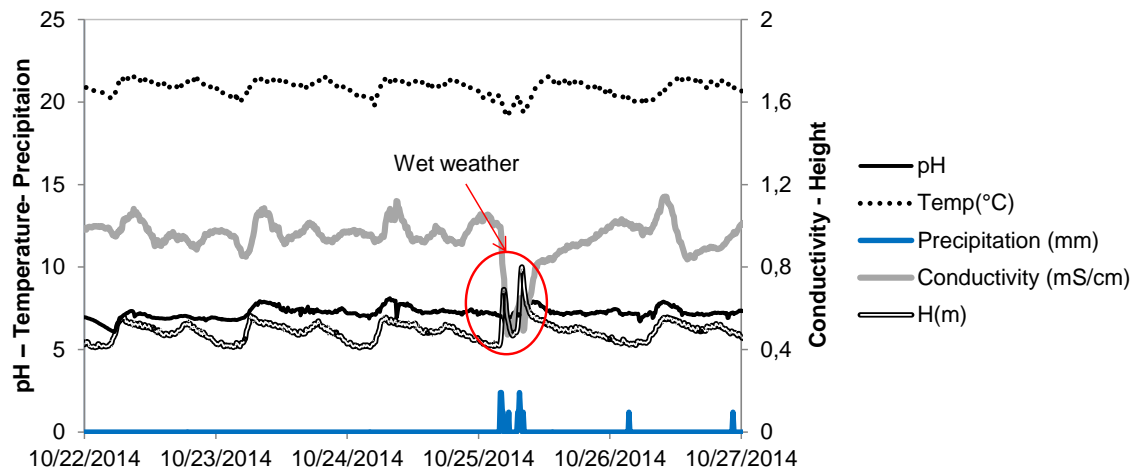 25
20
15
10
5
0
pH – Temperature- Precipitaion
2
1,6
1,2
0,8
0,4
0
Conductivity - Height
Wet weather
10/22/2014 10/23/2014 10/24/2014 10/25/2014 10/26/2014 10/27/2014
pH
Temp(°C)
Precipitation (mm)
Conductivity (mS/cm)
H(m)